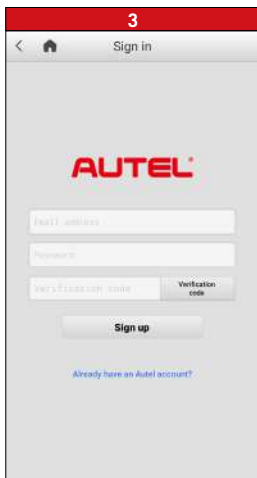 3
Sign in
AUTEL
Email address
Password
Verification code
Verification
code
Sign up
Already have an Autel account?